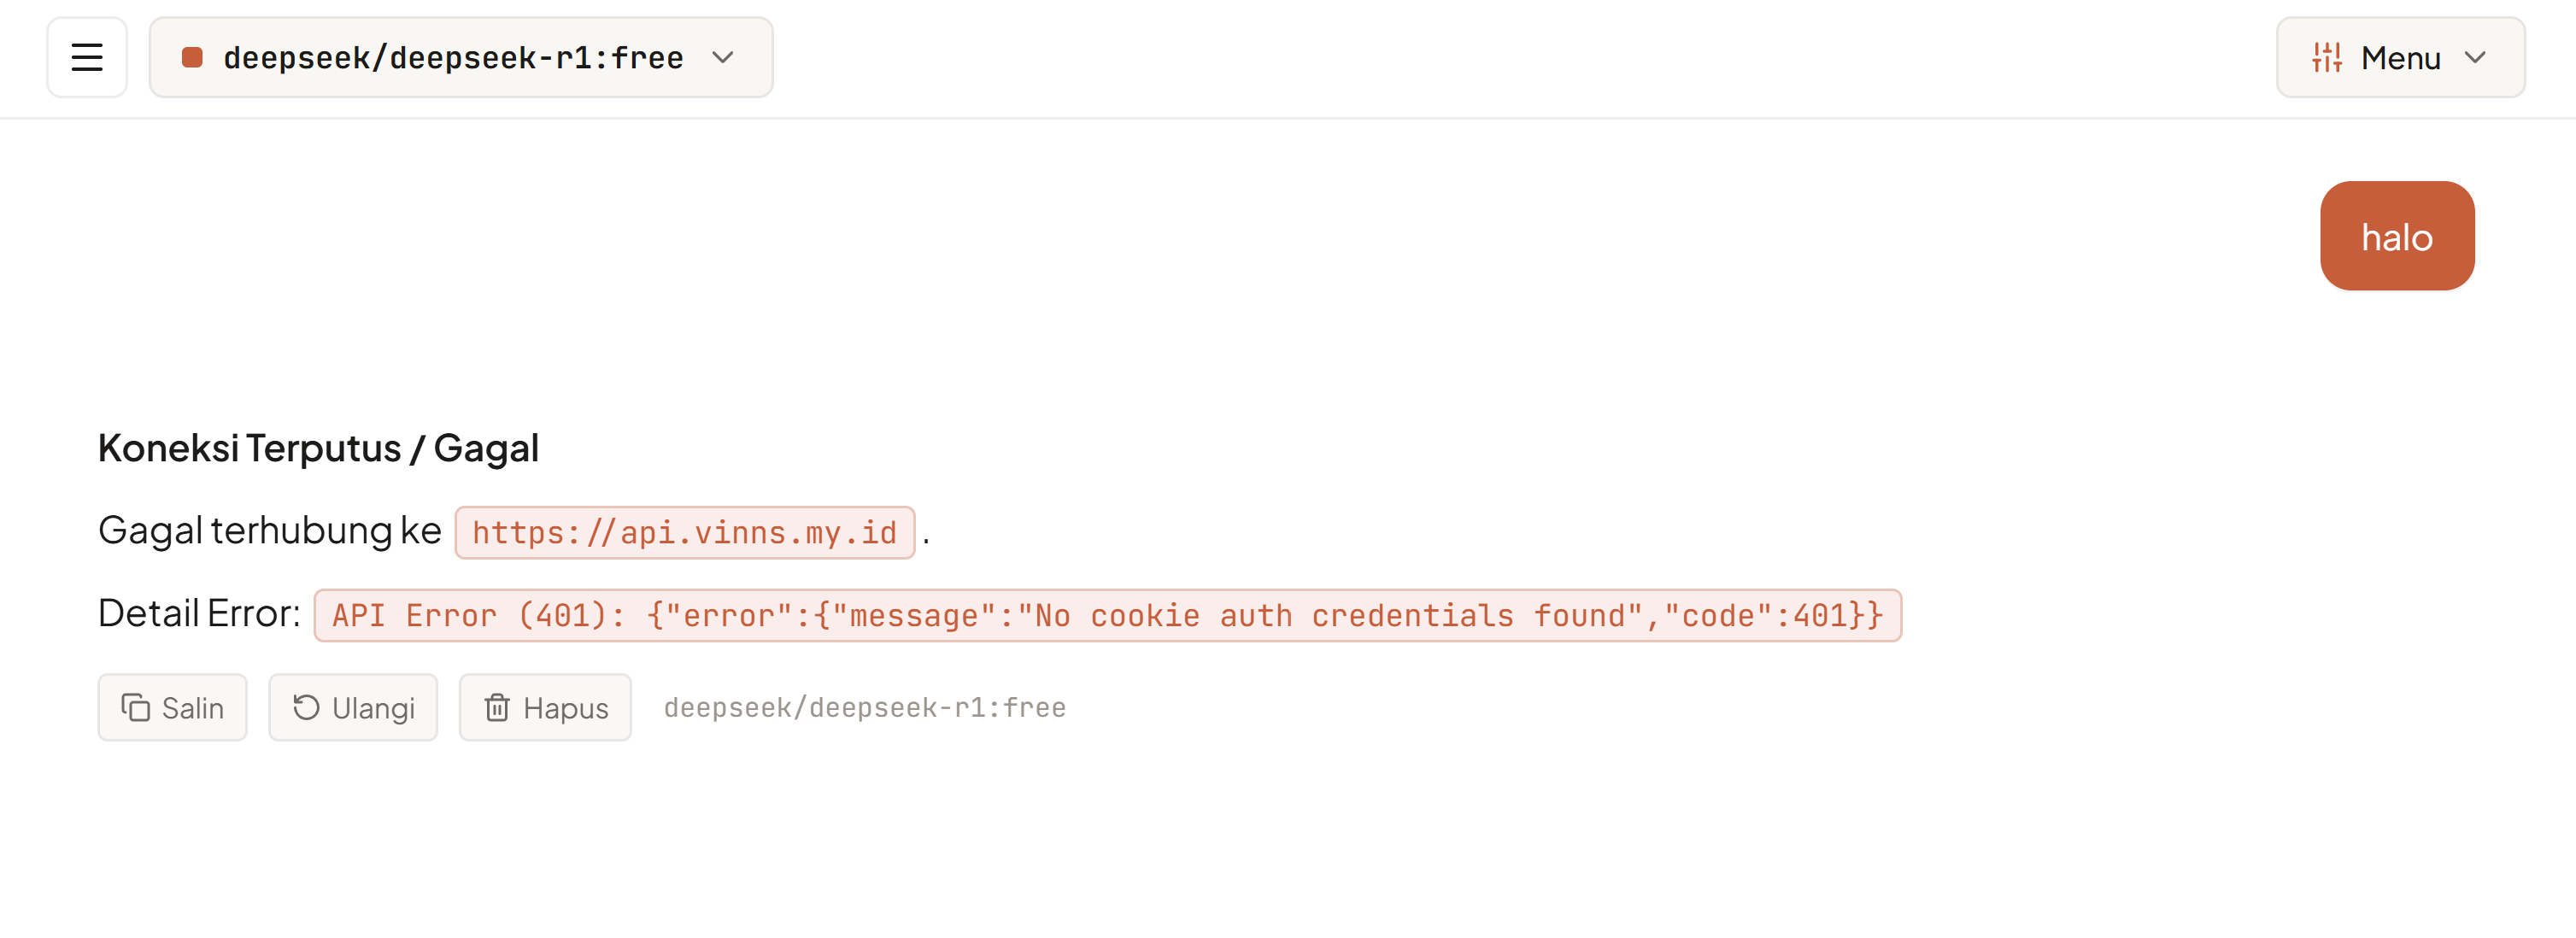 deepseek/deepseek-r1:free
Menu
halo
Koneksi Terputus / Gagal
Gagal terhubung ke https://api.vinns.my.id .
Detail Error: API Error (401): {"error":{"message":"No cookie auth credentials found","code":401}}
Salin Ulangi Hapus deepseek/deepseek-r1:free